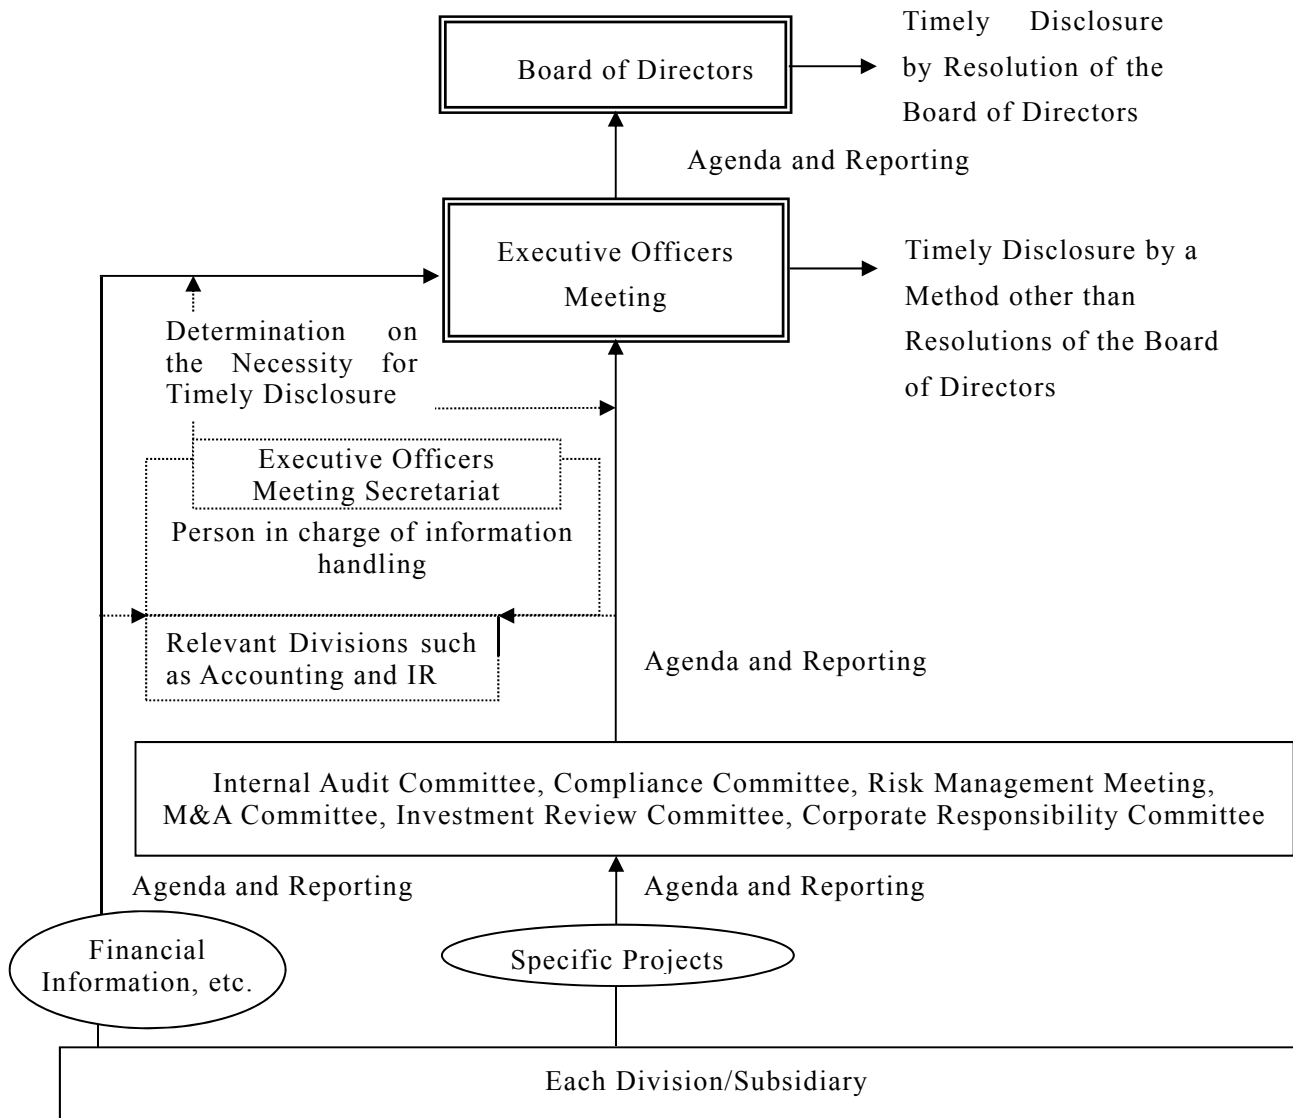 Board of Directors
Timely Disclosure
by Resolution of the
Board of Directors
Agenda and Reporting
Executive Officers
Meeting
Timely Disclosure by a
Method other than
Resolutions of the Board
of Directors
Determination on
the Necessity for
Timely Disclosure
Executive Officers
Meeting Secretariat
Person in charge of information
handling
Relevant Divisions such
as Accounting and IR
Agenda and Reporting
Internal Audit Committee, Compliance Committee, Risk Management Meeting,
M&A Committee, Investment Review Committee, Corporate Responsibility Committee
Agenda and Reporting
Agenda and Reporting
Financial
Information, etc.
Specific Projects
Each Division/Subsidiary